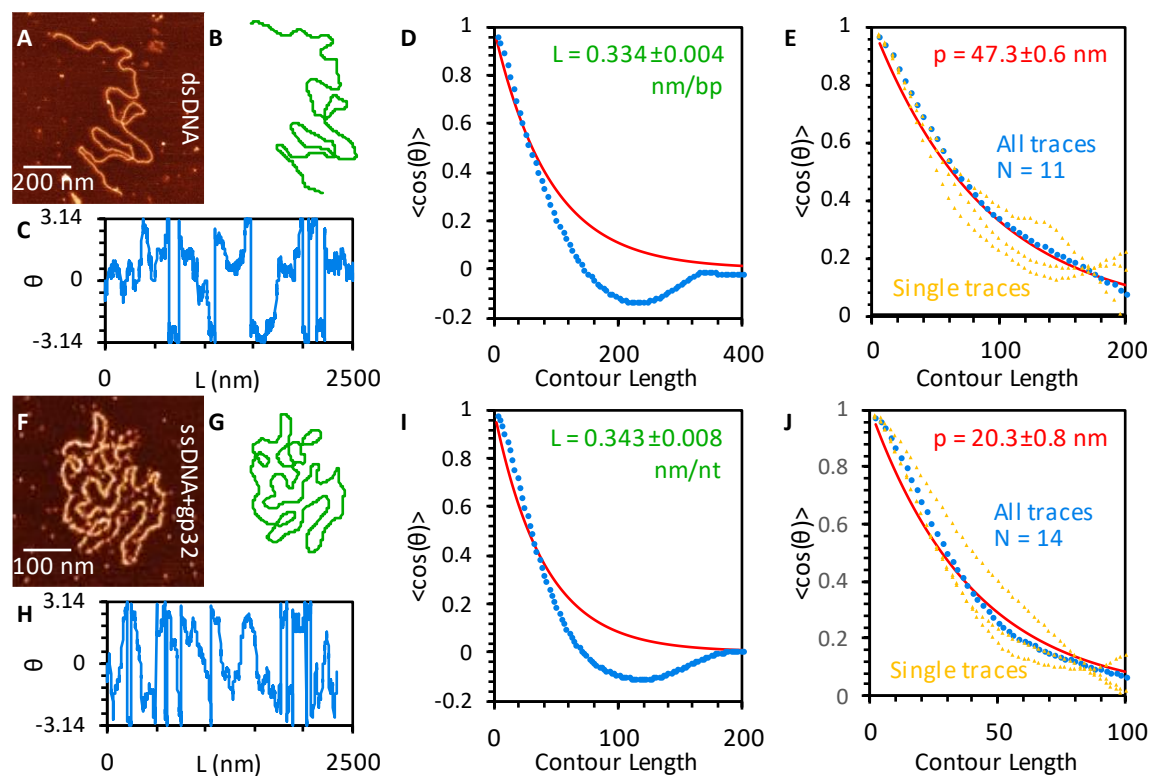 A
dsDNA
200 nm
B
C
3.14
θ
0
-3.14
0
L (nm)
2500
D
1
L = 0.334±0.004
nm/bp
0.8
0.6
<cos(θ)>
0.4
0.2
0
-0.2
0
200
400
Contour Length
E
1
p = 47.3±0.6 nm
0.8
All traces
N = 11
0.6
<cos(θ)>
0.4
0.2
Single traces
0
0
100
200
Contour Length
F
ssDNA+gp32
100 nm
G
H
3.14
θ
0
-3.14
0
L (nm)
2500
I
1
L = 0.343±0.008
nm/nt
0.8
0.6
<cos(θ)>
0.4
0.2
0
-0.2
0
100
200
Contour Length
J
1
p = 20.3±0.8 nm
0.8
All traces
N = 14
0.6
<cos(θ)>
0.4
0.2
Single traces
0
0
50
100
Contour Length